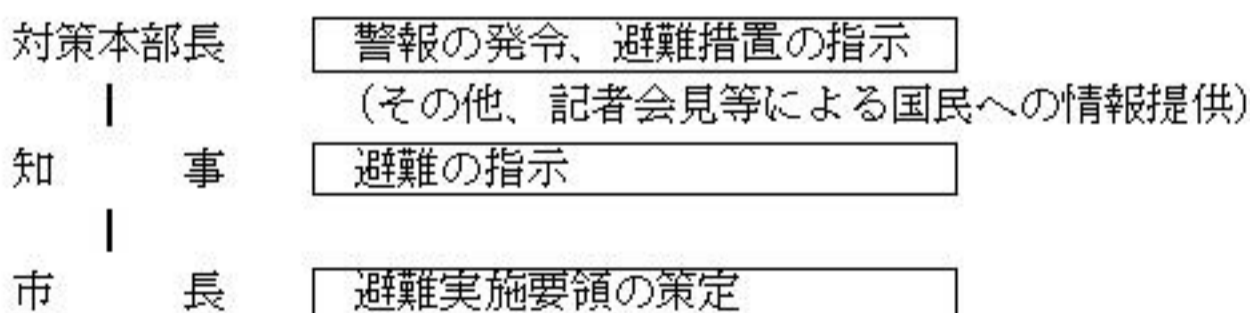 対策本部長 警報の発令、避難措置の指示
(その他、記者会見等による国民への情報提供)
知 事 避難の指示
市 長 避難実施要領の策定